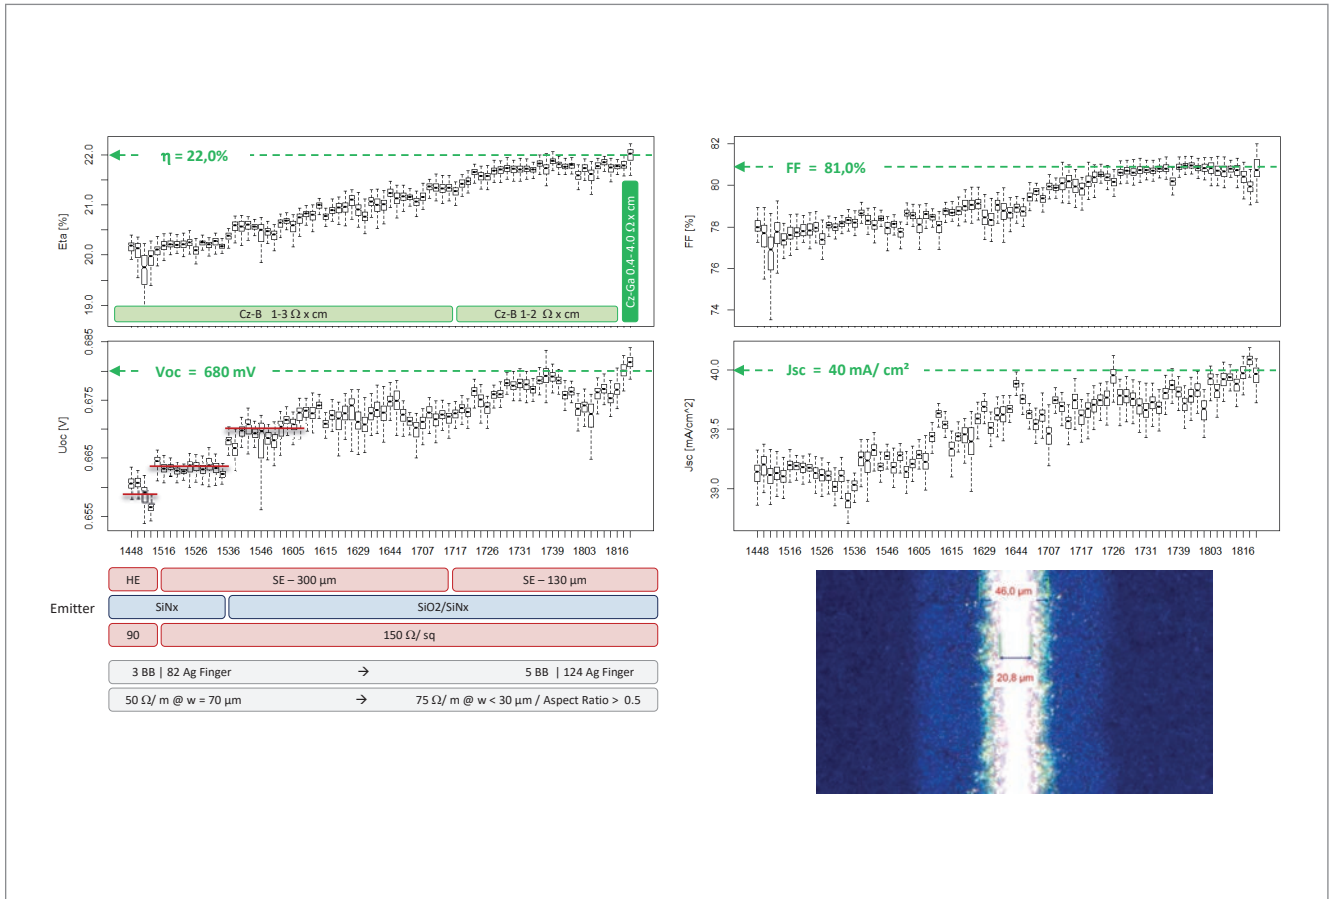 η = 22,0%
22.0
21.0
20.0
19.0
Eta [%]
Cz-B 1-3 Ω x cm
Cz-B 1-2 Ω x cm
Cz-Ga 0.4-4.0 Ω x cm
FF = 81,0%
82
80
78
76
74
FF [%]
Voc = 680 mV
0.685
0.675
0.665
0.655
Uoc [V]
1448 1516 1526 1536 1546 1605 1615 1629 1644 1707 1717 1726 1731 1739 1803 1816
Jsc = 40 mA/ cm²
40.0
39.5
39.0
Jsc [mA/cm^2]
1448 1516 1526 1536 1546 1605 1615 1629 1644 1707 1717 1726 1731 1739 1803 1816
HE SE – 300 µm SE – 130 µm
Emitter SiNx SiO2/SiNx
90 150 Ω/ sq
3 BB | 82 Ag Finger → 5 BB | 124 Ag Finger
50 Ω/ m @ w = 70 µm → 75 Ω/ m @ w < 30 µm / Aspect Ratio > 0.5
46,0 µm
20,8 µm